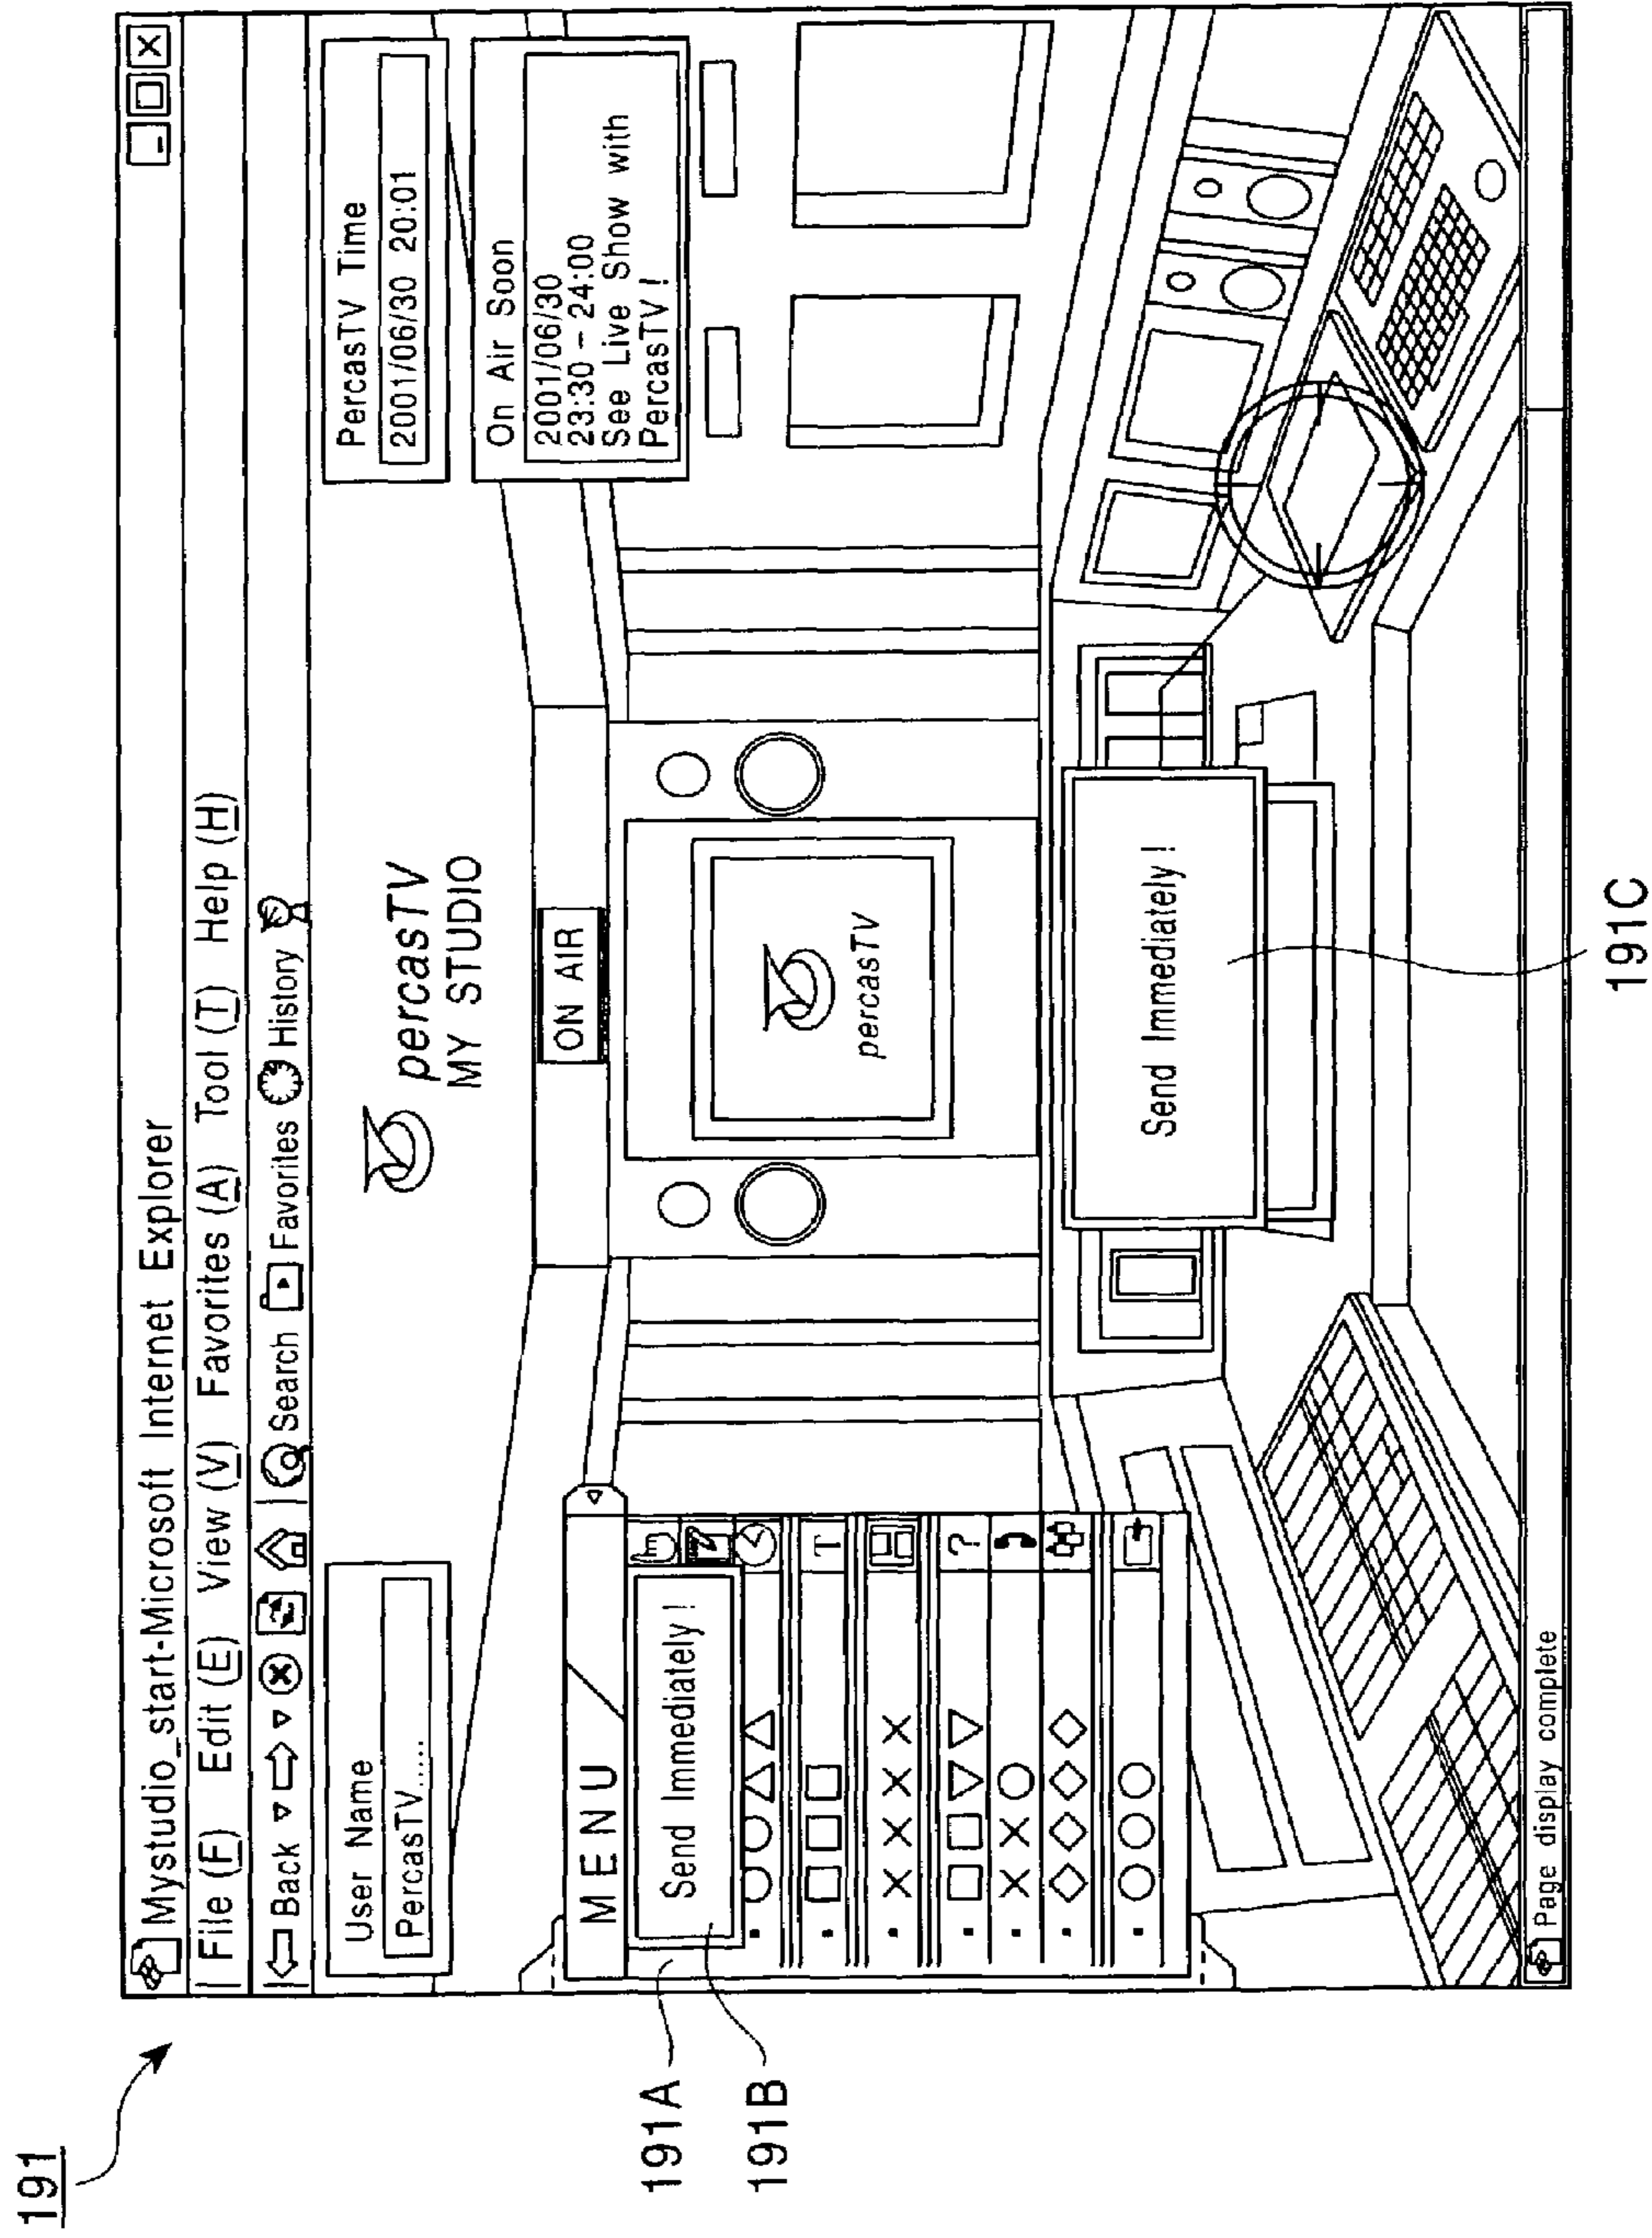 191
Mystudio_start-Microsoft Internet Explorer
File (F) Edit (E) View (V) Favorites (A) Tool (T) Help (H)
Back Search Favorites History
User Name
PercasTV.....
percasTV
MY STUDIO
PercasTV Time
2001/06/30 20:01
On Air Soon
2001/06/30
23:30 - 24:00
See Live Show with
PercasTV!
ON AIR
MENU
Send Immediately!
T
?
percasTV
Send Immediately!
Page display complete
191A
191B
191C